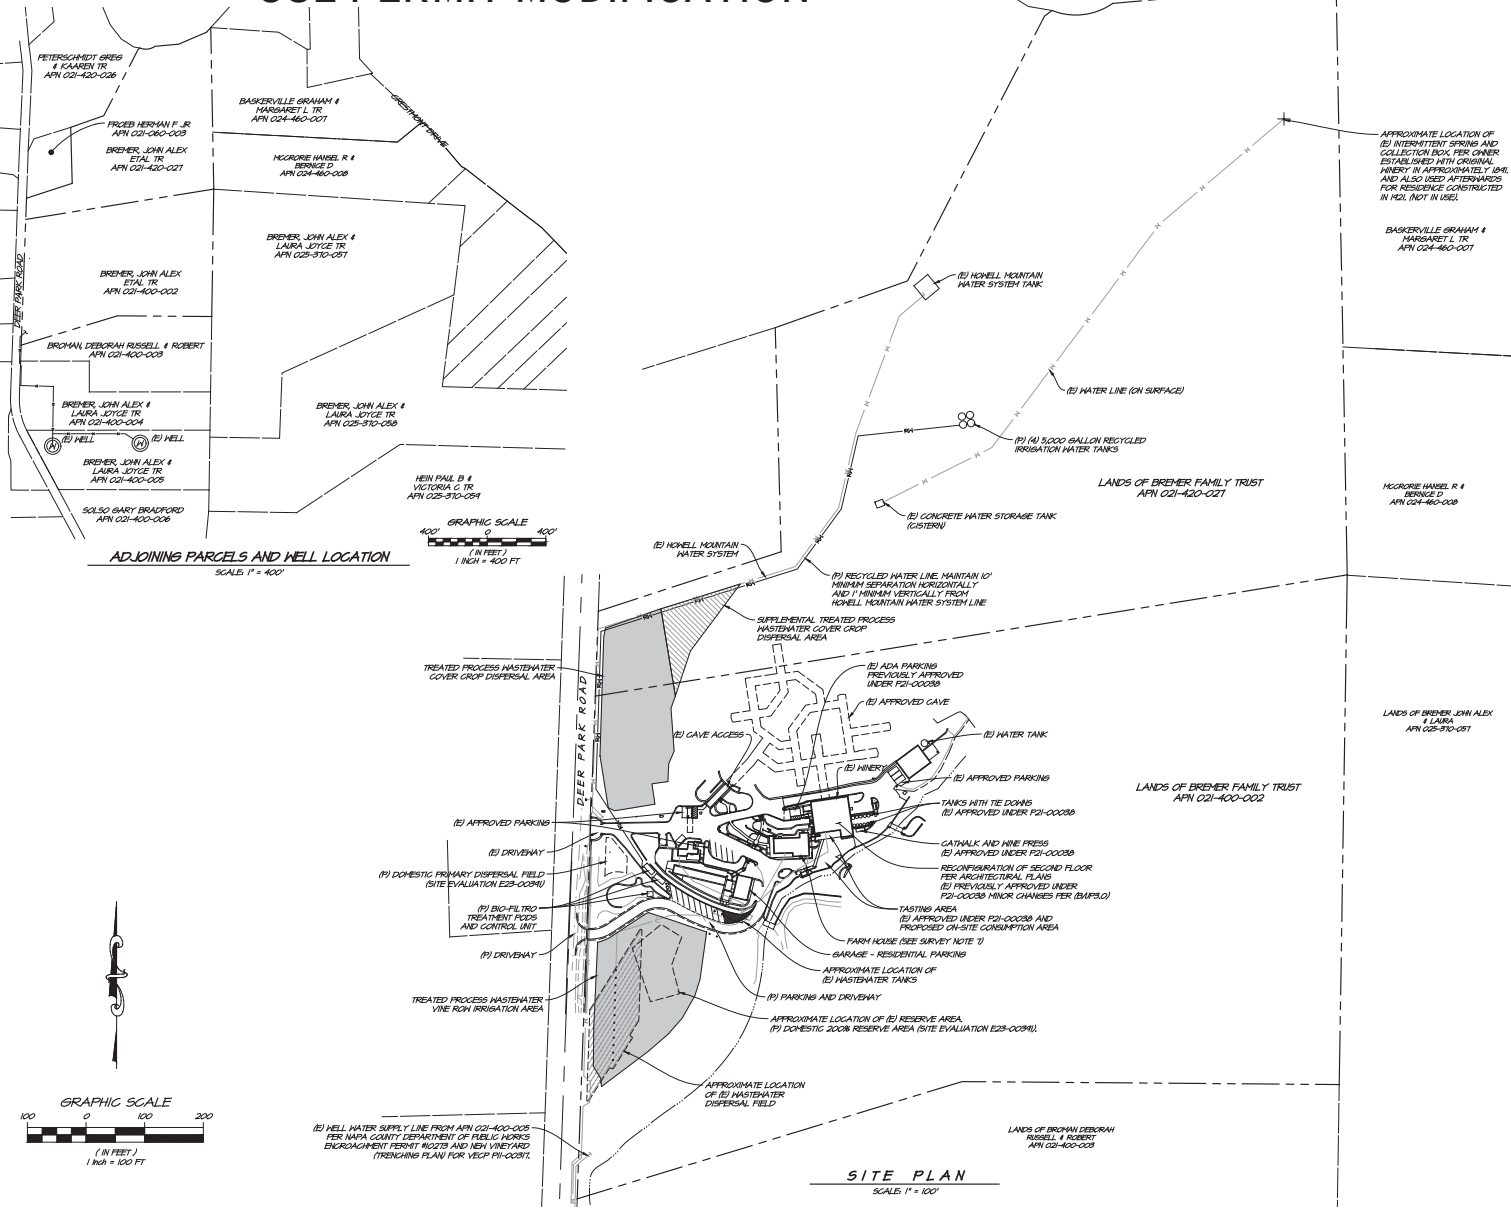 USE PERMIT MODIFICATION
PETERSCHMIDT GREG
& KAAREN TR
APN 021-420-026
FROEB HERMAN F JR
APN 021-060-003
BREMER, JOHN ALEX
ETAL TR
APN 021-420-027
BASKERVILLE GRAHAM &
MARGARET L TR
APN 024-460-007
CRESTMONT DRIVE
MCCRORIE HANSEL R &
BERNICE D
APN 024-460-008
BREMER, JOHN ALEX &
LAURA JOYCE TR
APN 025-370-057
DEER PARK ROAD
BREMER, JOHN ALEX
ETAL TR
APN 021-400-002
BROMAN, DEBORAH RUSSELL & ROBERT
APN 021-400-003
BREMER, JOHN ALEX &
LAURA JOYCE TR
APN 021-400-004
(E) WELL
(E) WELL
BREMER, JOHN ALEX &
LAURA JOYCE TR
APN 025-370-058
BREMER, JOHN ALEX &
LAURA JOYCE TR
APN 021-400-005
SOLSO GARY BRADFORD
APN 021-400-006
HEIN PAUL B &
VICTORIA C TR
APN 025-370-059
GRAPHIC SCALE
400' 0 400'
( IN FEET )
1 INCH = 400 FT
ADJOINING PARCELS AND WELL LOCATION
SCALE: 1" = 400'
APPROXIMATE LOCATION OF
(E) INTERMITTENT SPRING AND
COLLECTION BOX, PER OWNER
ESTABLISHED WITH ORIGINAL
WINERY IN APPROXIMATELY 1891,
AND ALSO USED AFTERWARDS
FOR RESIDENCE CONSTRUCTED
IN 1921. (NOT IN USE).
BASKERVILLE GRAHAM &
MARGARET L TR
APN 024-460-007
(E) HOWELL MOUNTAIN
WATER SYSTEM TANK
(E) WATER LINE (ON SURFACE)
(P) (4) 5,000 GALLON RECYCLED
IRRIGATION WATER TANKS
LANDS OF BREMER FAMILY TRUST
APN 021-420-027
MCCRORIE HANSEL R &
BERNICE D
APN 024-460-008
(E) CONCRETE WATER STORAGE TANK
(CISTERN)
(E) HOWELL MOUNTAIN
WATER SYSTEM
(P) RECYCLED WATER LINE. MAINTAIN 10'
MINIMUM SEPARATION HORIZONTALLY
AND 1' MINIMUM VERTICALLY FROM
HOWELL MOUNTAIN WATER SYSTEM LINE
SUPPLEMENTAL TREATED PROCESS
WASTEWATER COVER CROP
DISPERSAL AREA
TREATED PROCESS WASTEWATER
COVER CROP DISPERSAL AREA
(E) ADA PARKING
PREVIOUSLY APPROVED
UNDER P21-00038
(E) APPROVED CAVE
DEER PARK ROAD
(E) CAVE ACCESS
(E) WATER TANK
LANDS OF BREMER JOHN ALEX
& LAURA
APN 025-370-057
(E) WINERY
(E) APPROVED PARKING
LANDS OF BREMER FAMILY TRUST
APN 021-400-002
TANKS WITH TIE DOWNS
(E) APPROVED UNDER P21-00038
(E) APPROVED PARKING
CATWALK AND WINE PRESS
(E) APPROVED UNDER P21-00038
(E) DRIVEWAY
RECONFIGURATION OF SECOND FLOOR
PER ARCHITECTURAL PLANS
(E) PREVIOUSLY APPROVED UNDER
P21-00038 MINOR CHANGES PER (B/UP3.0)
(P) DOMESTIC PRIMARY DISPERSAL FIELD
(SITE EVALUATION E23-00341)
(P) BIO-FILTRO
TREATMENT PODS
AND CONTROL UNIT
TASTING AREA
(E) APPROVED UNDER P21-00038 AND
PROPOSED ON-SITE CONSUMPTION AREA
FARM HOUSE (SEE SURVEY NOTE 7)
GARAGE - RESIDENTIAL PARKING
(P) DRIVEWAY
APPROXIMATE LOCATION OF
(E) WASTEWATER TANKS
TREATED PROCESS WASTEWATER
VINE ROW IRRIGATION AREA
(P) PARKING AND DRIVEWAY
APPROXIMATE LOCATION OF (E) RESERVE AREA.
(P) DOMESTIC 200% RESERVE AREA (SITE EVALUATION E23-00341).
APPROXIMATE LOCATION
OF (E) WASTEWATER
DISPERSAL FIELD
GRAPHIC SCALE
100 0 100 200
( IN FEET )
1 inch = 100 FT
(E) WELL WATER SUPPLY LINE FROM APN 021-400-005
PER NAPA COUNTY DEPARTMENT OF PUBLIC WORKS
ENCROACHMENT PERMIT #10273 AND NEW VINEYARD
(TRENCHING PLAN) FOR VECP P11-00317.
LANDS OF BROMAN DEBORAH
RUSSELL & ROBERT
APN 021-400-003
SITE PLAN
SCALE: 1" = 100'